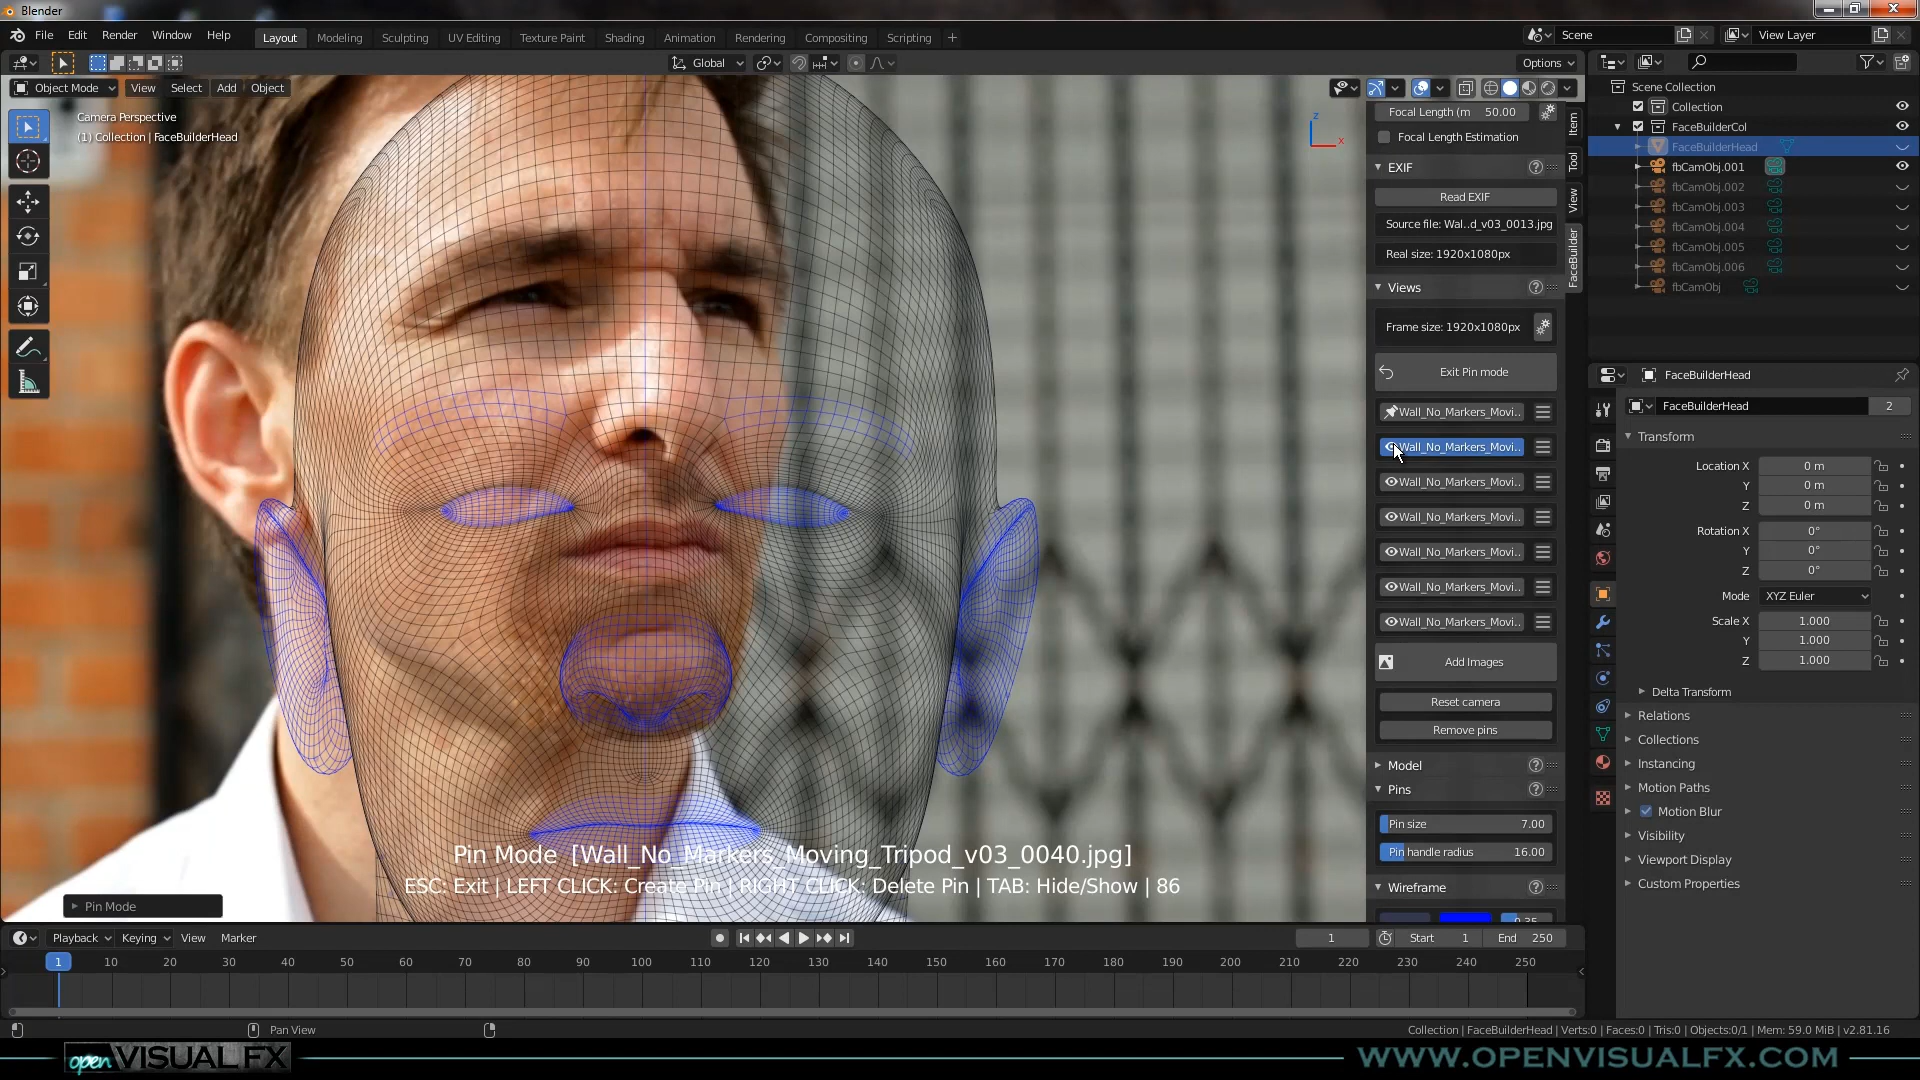 Blender
File Edit Render Window Help
Layout Modeling Sculpting UV Editing Texture Paint Shading Animation Rendering Compositing Scripting +
Scene
View Layer
Global
Options
Object Mode View Select Add Object
Camera Perspective
(1) Collection | FaceBuilderHead
Z
X
Focal Length (m 50.00
Focal Length Estimation
EXIF
Read EXIF
Source file: Wal..d_v03_0013.jpg
Real size: 1920x1080px
Views
Frame size: 1920x1080px
Exit Pin mode
Wall_No_Markers_Movi..
Wall_No_Markers_Movi..
Wall_No_Markers_Movi..
Wall_No_Markers_Movi..
Wall_No_Markers_Movi..
Wall_No_Markers_Movi..
Wall_No_Markers_Movi..
Add Images
Reset camera
Remove pins
Model
Pins
Pin size 7.00
Pin handle radius 16.00
Wireframe
0.35
Item
Tool
View
FaceBuilder
Scene Collection
Collection
FaceBuilderCol
FaceBuilderHead
fbCamObj.001
fbCamObj.002
fbCamObj.003
fbCamObj.004
fbCamObj.005
fbCamObj.006
fbCamObj
FaceBuilderHead
FaceBuilderHead 2
Transform
Location X 0 m
Y 0 m
Z 0 m
Rotation X 0°
Y 0°
Z 0°
Mode XYZ Euler
Scale X 1.000
Y 1.000
Z 1.000
Delta Transform
Relations
Collections
Instancing
Motion Paths
Motion Blur
Visibility
Viewport Display
Custom Properties
Pin Mode [Wall_No_Markers_Moving_Tripod_v03_0040.jpg]
ESC: Exit | LEFT CLICK: Create Pin | RIGHT CLICK: Delete Pin | TAB: Hide/Show | 86
Pin Mode
Playback Keying View Marker
1 Start 1 End 250
1 10 20 30 40 50 60 70 80 90 100 110 120 130 140 150 160 170 180 190 200 210 220 230 240 250
Pan View
Collection | FaceBuilderHead | Verts:0 | Faces:0 | Tris:0 | Objects:0/1 | Mem: 59.0 MiB | v2.81.16
open VISUALFX
WWW.OPENVISUALFX.COM